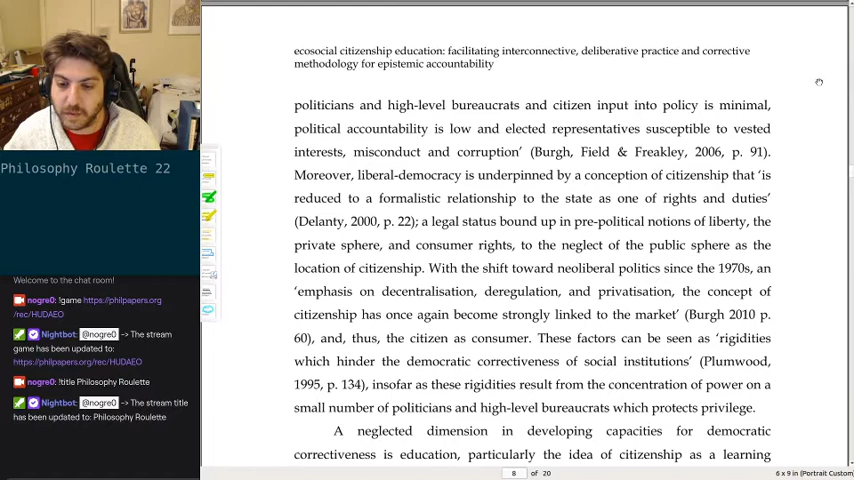 ecosocial citizenship education: facilitating interconnective, deliberative practice and corrective
methodology for epistemic accountability
politicians and high-level bureaucrats and citizen input into policy is minimal,
political accountability is low and elected representatives susceptible to vested
interests, misconduct and corruption' (Burgh, Field & Freakley, 2006, p. 91).
Moreover, liberal-democracy is underpinned by a conception of citizenship that 'is
reduced to a formalistic relationship to the state as one of rights and duties'
(Delanty, 2000, p. 22); a legal status bound up in pre-political notions of liberty, the
private sphere, and consumer rights, to the neglect of the public sphere as the
location of citizenship. With the shift toward neoliberal politics since the 1970s, an
'emphasis on decentralisation, deregulation, and privatisation, the concept of
citizenship has once again become strongly linked to the market' (Burgh 2010 p.
60), and, thus, the citizen as consumer. These factors can be seen as 'rigidities
which hinder the democratic correctiveness of social institutions' (Plumwood,
1995, p. 134), insofar as these rigidities result from the concentration of power on a
small number of politicians and high-level bureaucrats which protects privilege.
A neglected dimension in developing capacities for democratic
correctiveness is education, particularly the idea of citizenship as a learning
8 of 20
6 x 9 in (Portrait Custom
Philosophy Roulette 22
Welcome to the chat room!
nogre0: !game https://philpapers.org
/rec/HUDAEO
Nightbot: @nogre0 -> The stream
game has been updated to:
https://philpapers.org/rec/HUDAEO
nogre0: !title Philosophy Roulette
Nightbot: @nogre0 -> The stream title
has been updated to: Philosophy Roulette